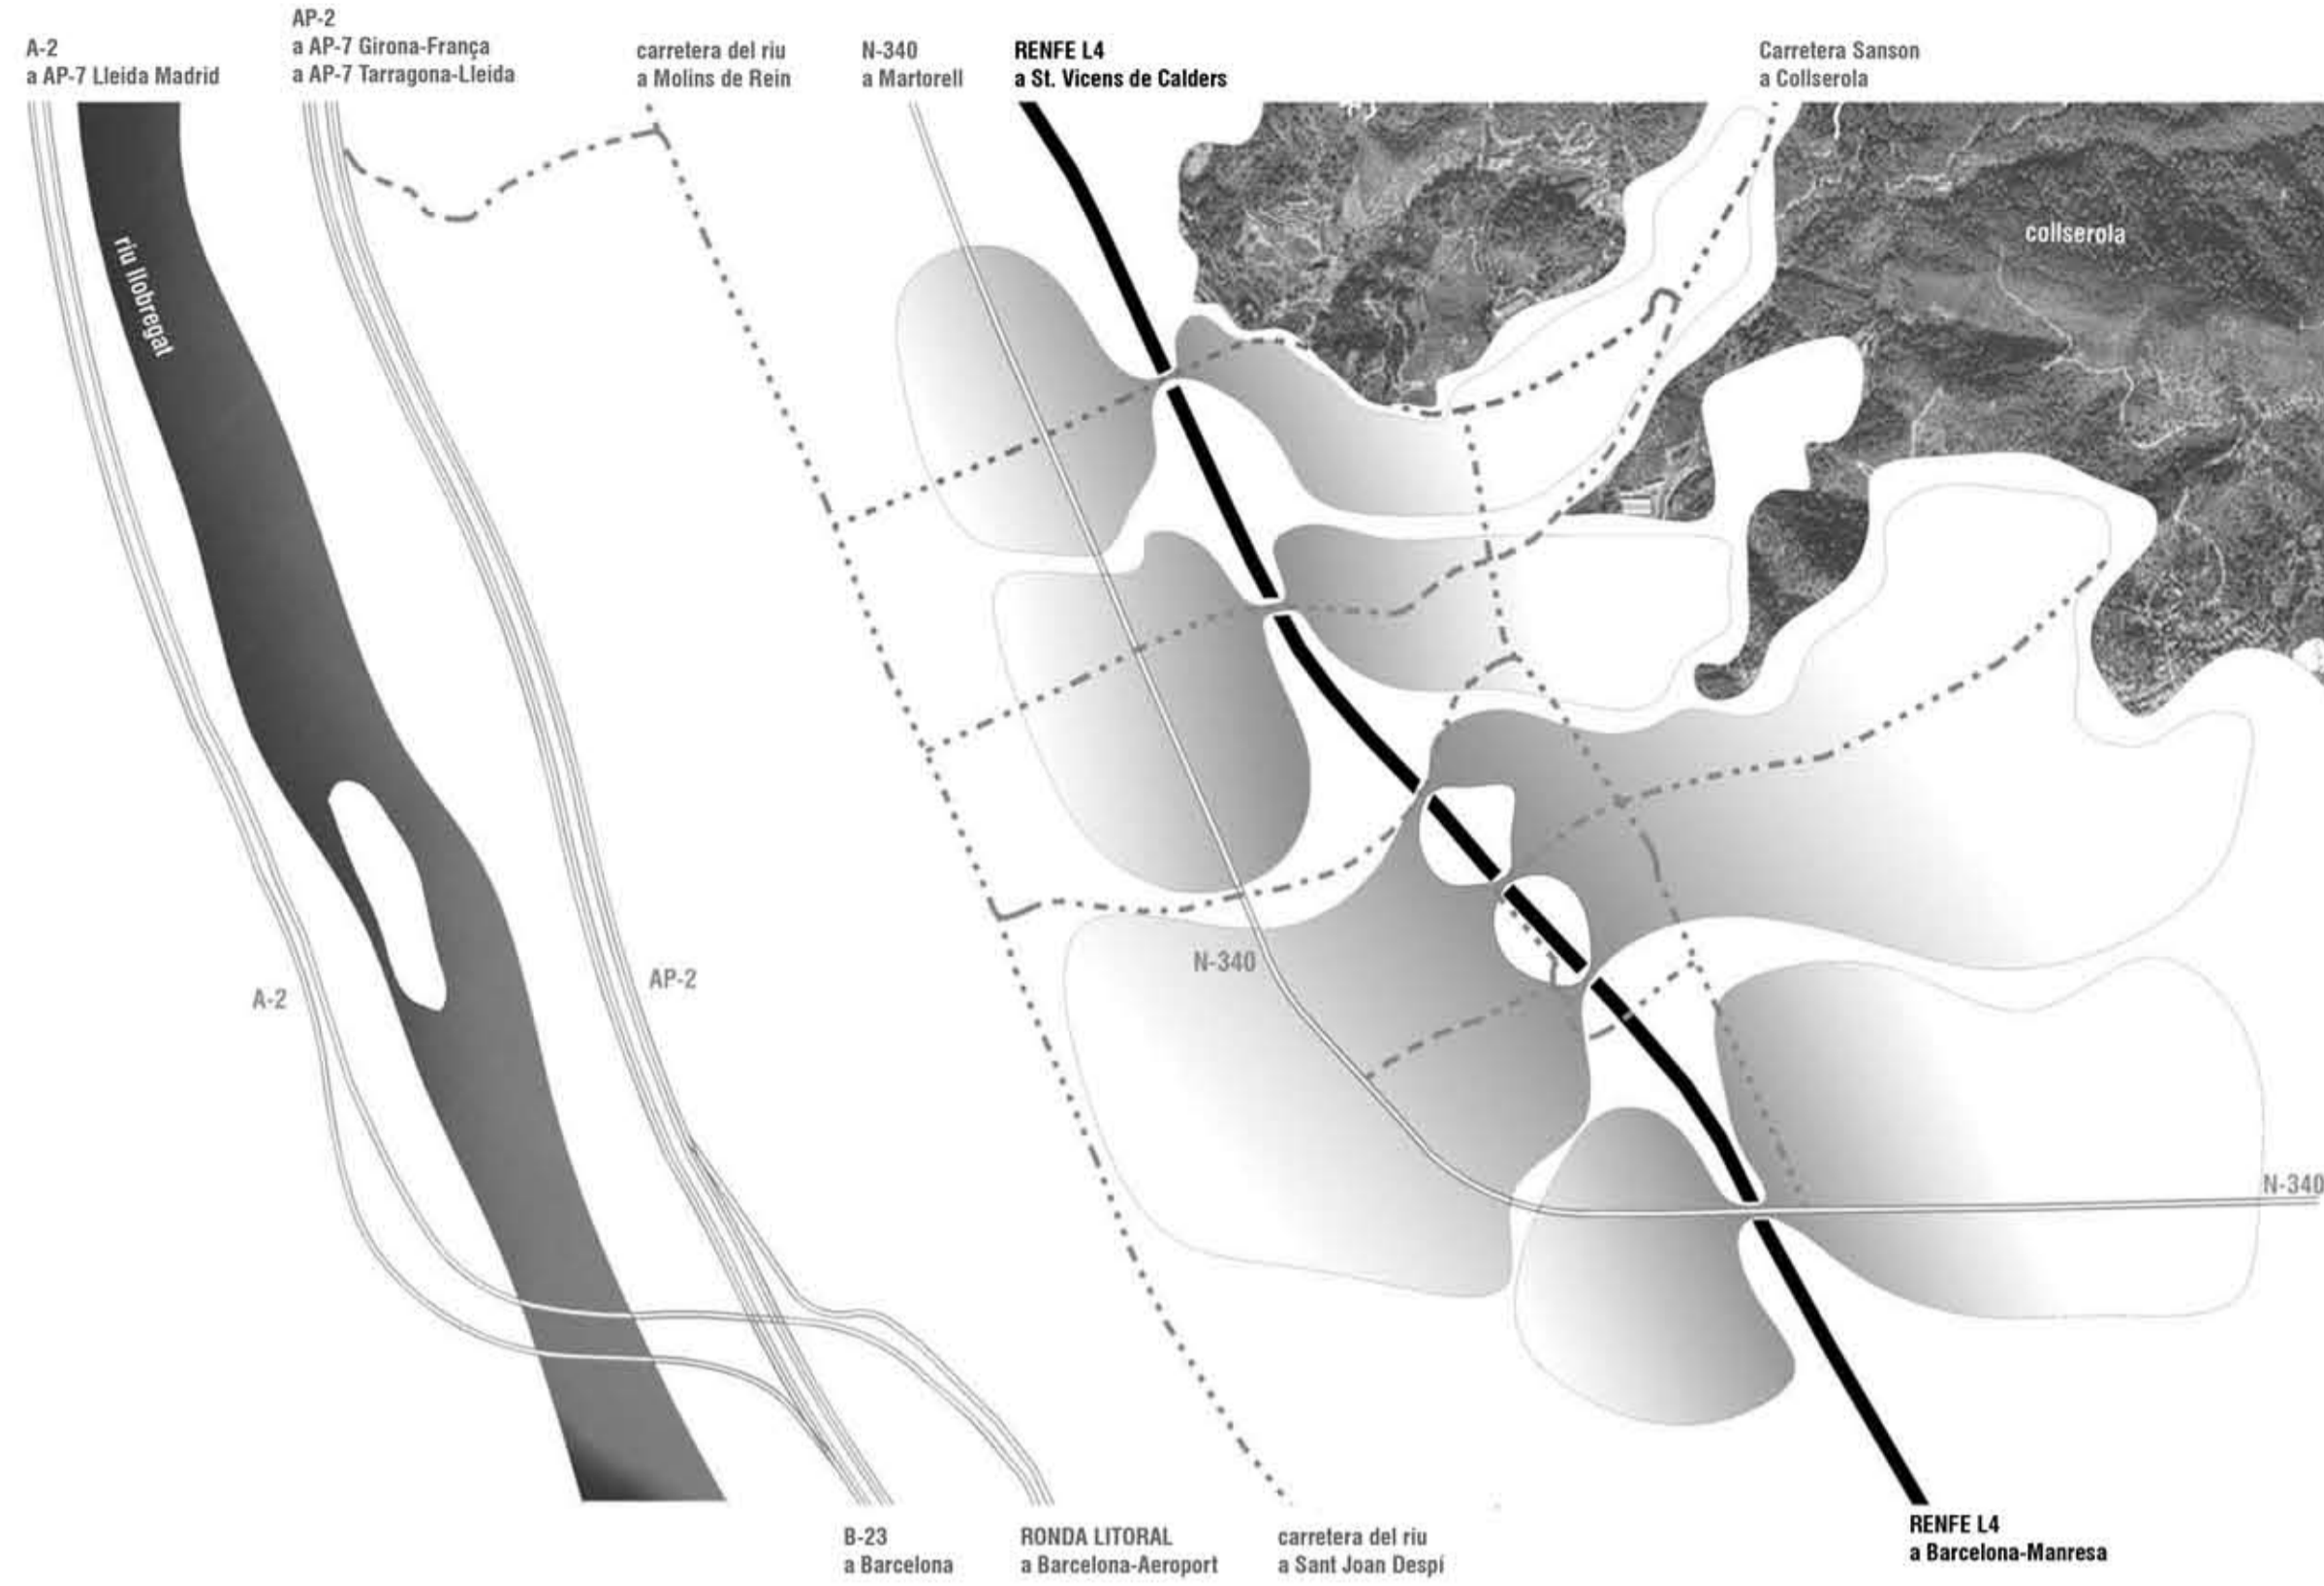 A-2
a AP-7 Lleida Madrid
AP-2
a AP-7 Girona-França
a AP-7 Tarragona-Lleida
carretera del riu
a Molins de Rein
N-340
a Martorell
RENFE L4
a St. Vicens de Calders
Carretera Sanson
a Collserola
riu llobregat
collserola
A-2
AP-2
N-340
N-340
B-23
a Barcelona
RONDA LITORAL
a Barcelona-Aeroport
carretera del riu
a Sant Joan Despí
RENFE L4
a Barcelona-Manresa